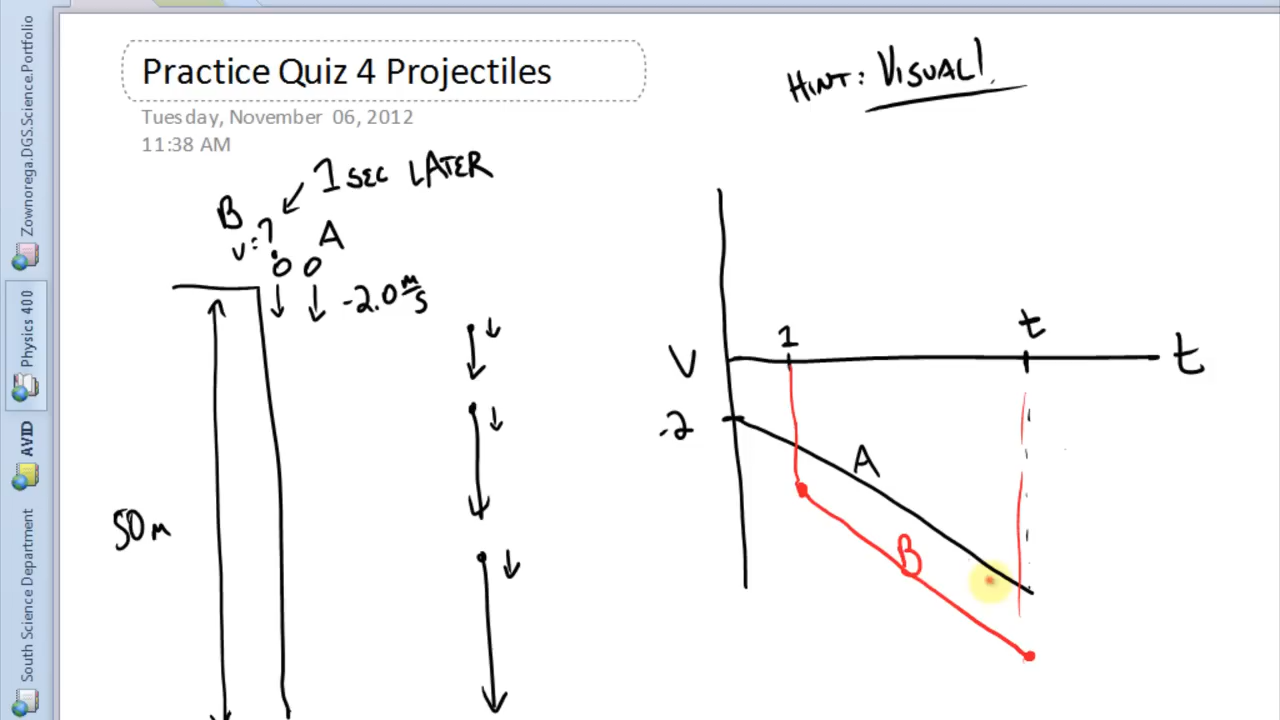 Practice Quiz 4 Projectiles
Tuesday, November 06, 2012
11:38 AM
HINT: VISUAL!
1 SEC LATER
B
V=?
A
-2.0 m/s
50m
V
-2
1
t
t
A
B
Zownorega.DGS.Science.Portfolio
Physics 400
AVID
South Science Department